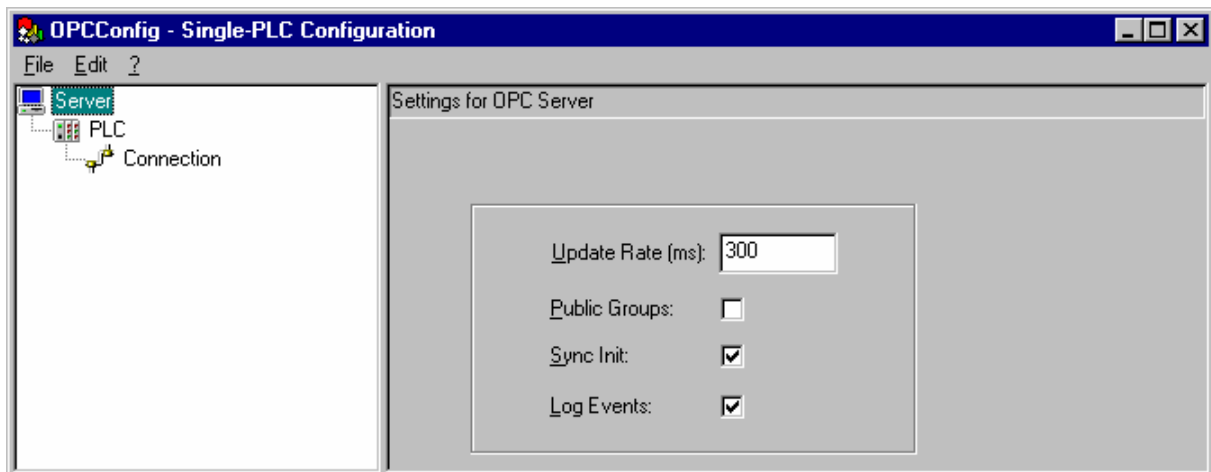 OPCConfig - Single-PLC Configuration
File Edit ?
Server
PLC
Connection
Settings for OPC Server
Update Rate (ms): 300
Public Groups:
Sync Init:
Log Events: